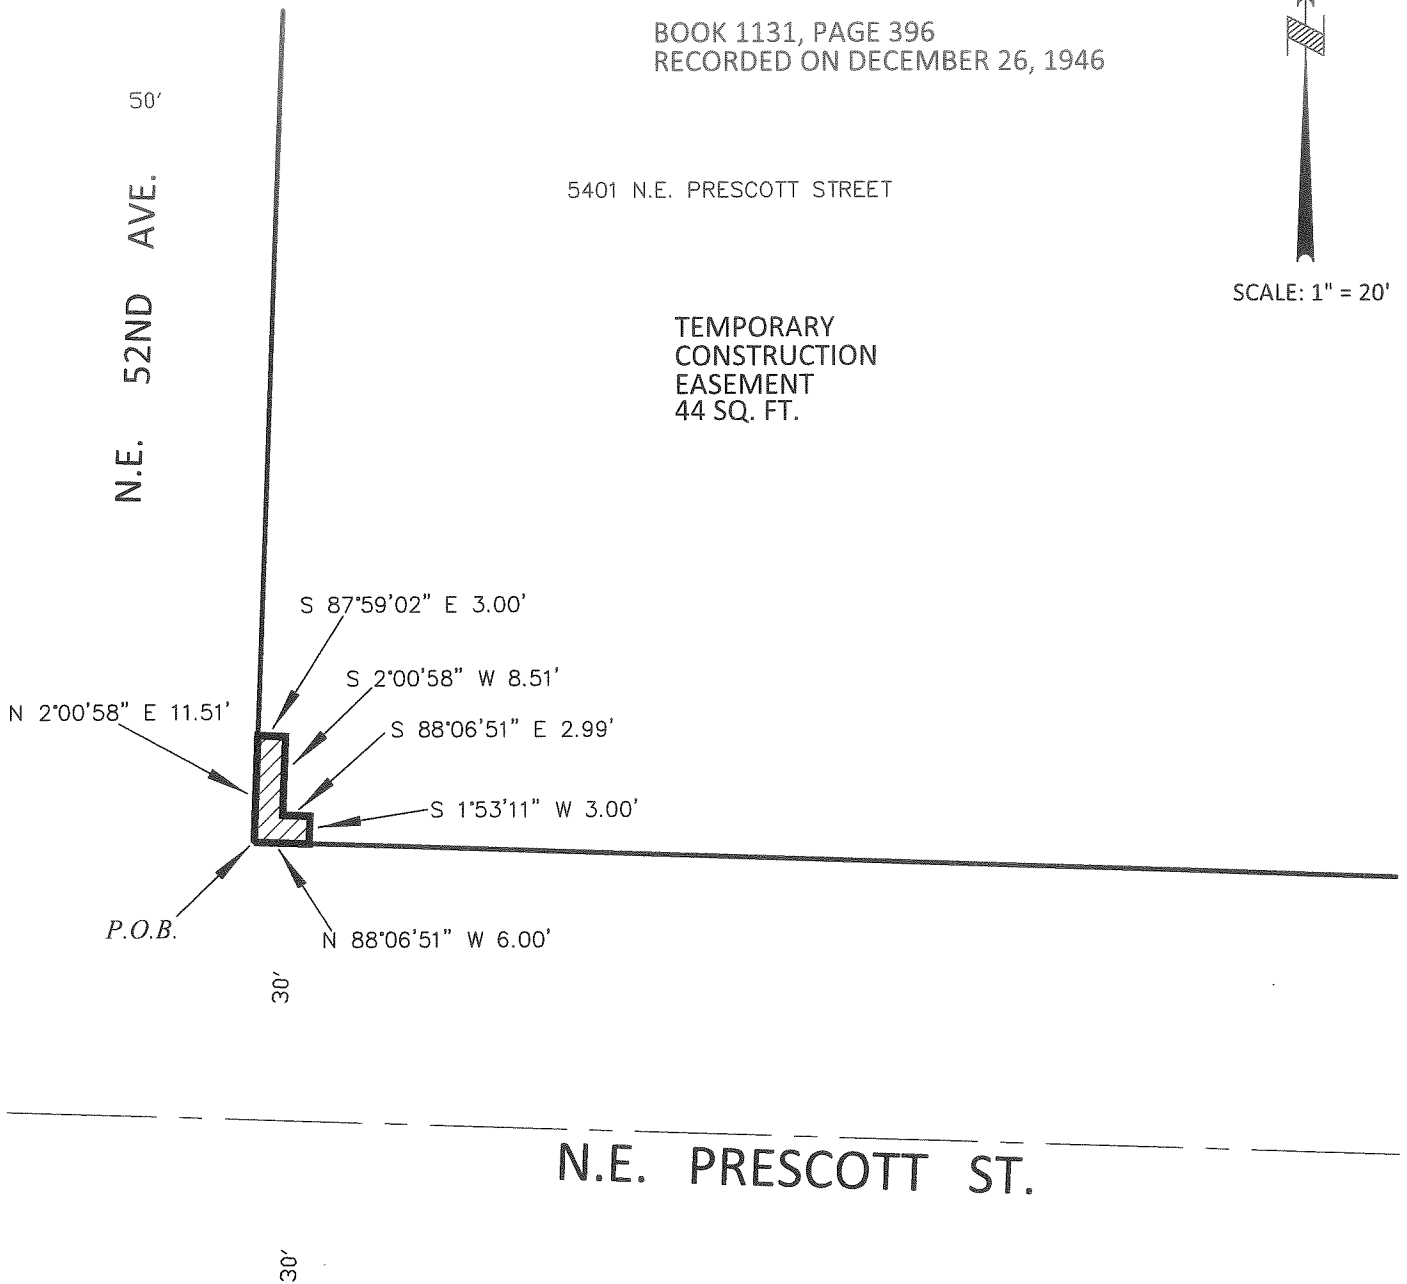 BOOK 1131, PAGE 396
RECORDED ON DECEMBER 26, 1946
50'
5401 N.E. PRESCOTT STREET
N.E. 52ND AVE.
SCALE: 1" = 20'
TEMPORARY
CONSTRUCTION
EASEMENT
44 SQ. FT.
S 87°59'02" E 3.00'
S 2°00'58" W 8.51'
N 2°00'58" E 11.51'
S 88°06'51" E 2.99'
S 1°53'11" W 3.00'
P.O.B.
N 88°06'51" W 6.00'
30'
N.E. PRESCOTT ST.
30'